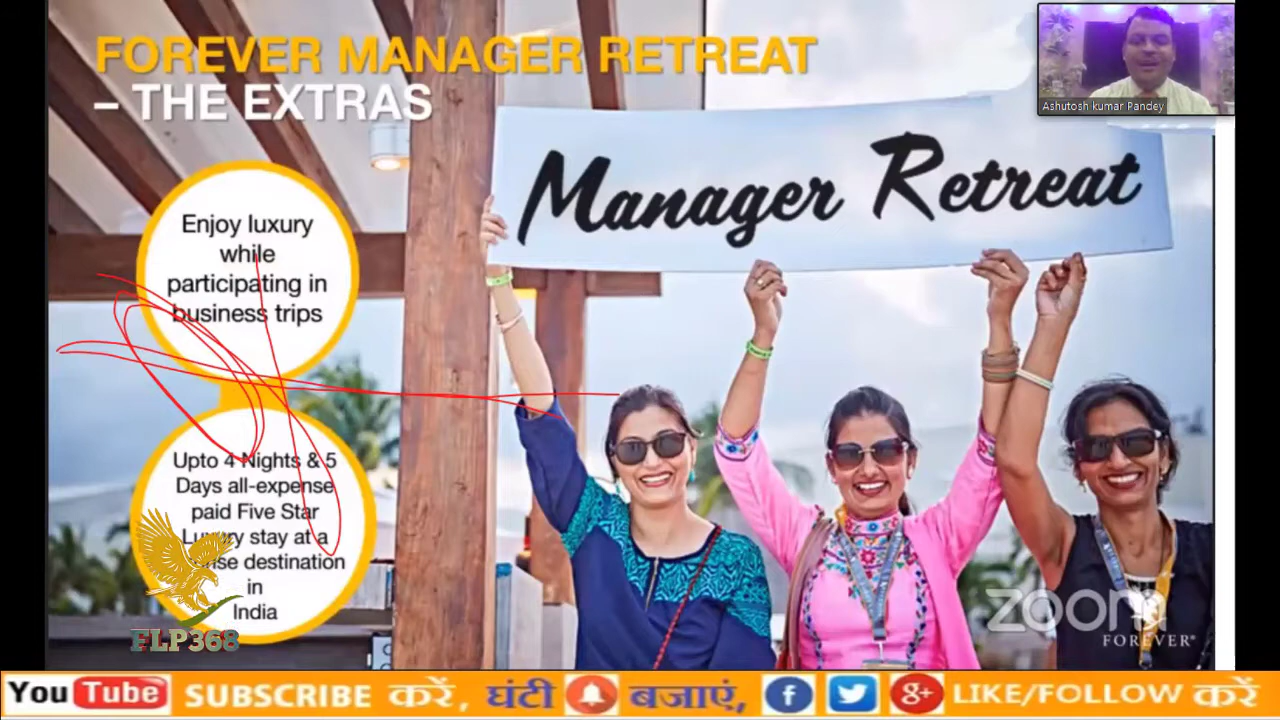 FOREVER MANAGER RETREAT
– THE EXTRAS
Ashutosh kumar Pandey
Manager Retreat
Enjoy luxury
while
participating in
business trips
Upto 4 Nights & 5
Days all-expense
paid Five Star
Luxury stay at a
destination
in
India
FLP368
zoom
FOREVER®
YouTube SUBSCRIBE करें, घंटी बजाएं, f 8+ LIKE/FOLLOW करें